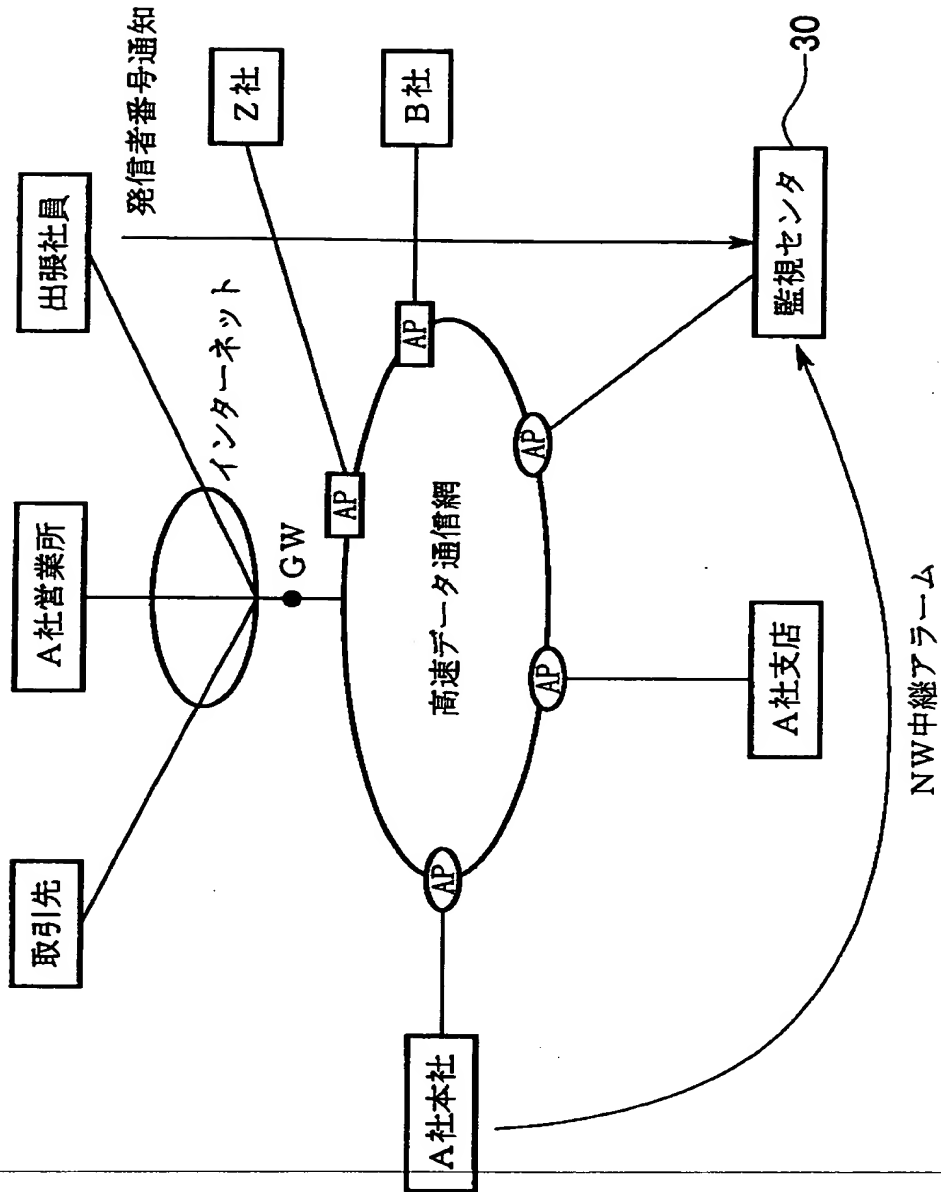 取引先
A社営業所
出張社員
発信者番号通知
インターネット
Z社
GW
AP
AP
B社
AP
高速データ通信網
AP
AP
A社本社
A社支店
監視センタ
30
NW中継アラーム